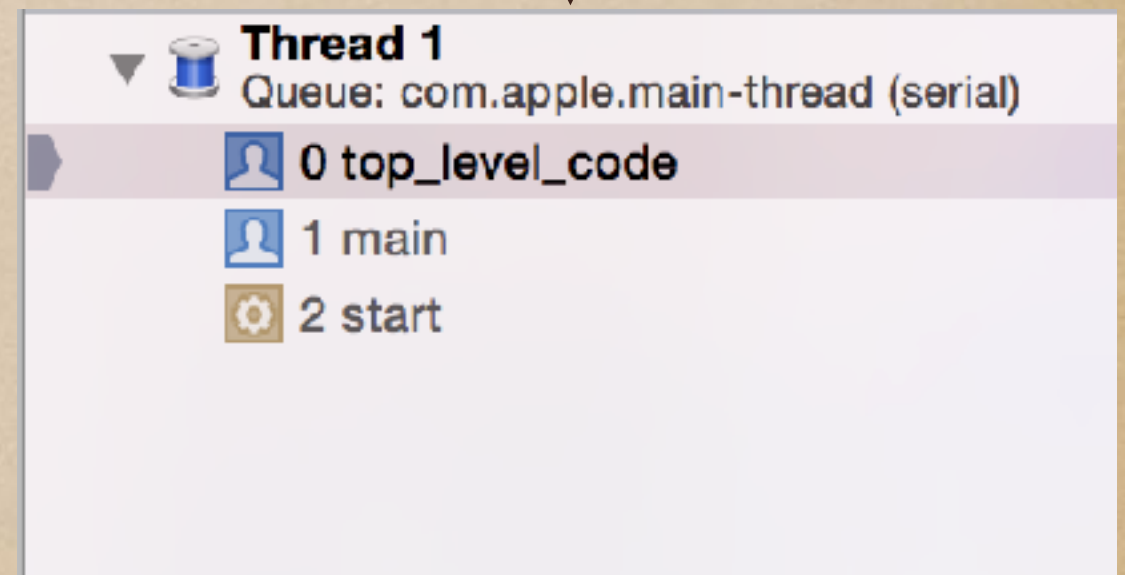 Thread 1
Queue: com.apple.main-thread (serial)
0 top_level_code
1 main
2 start